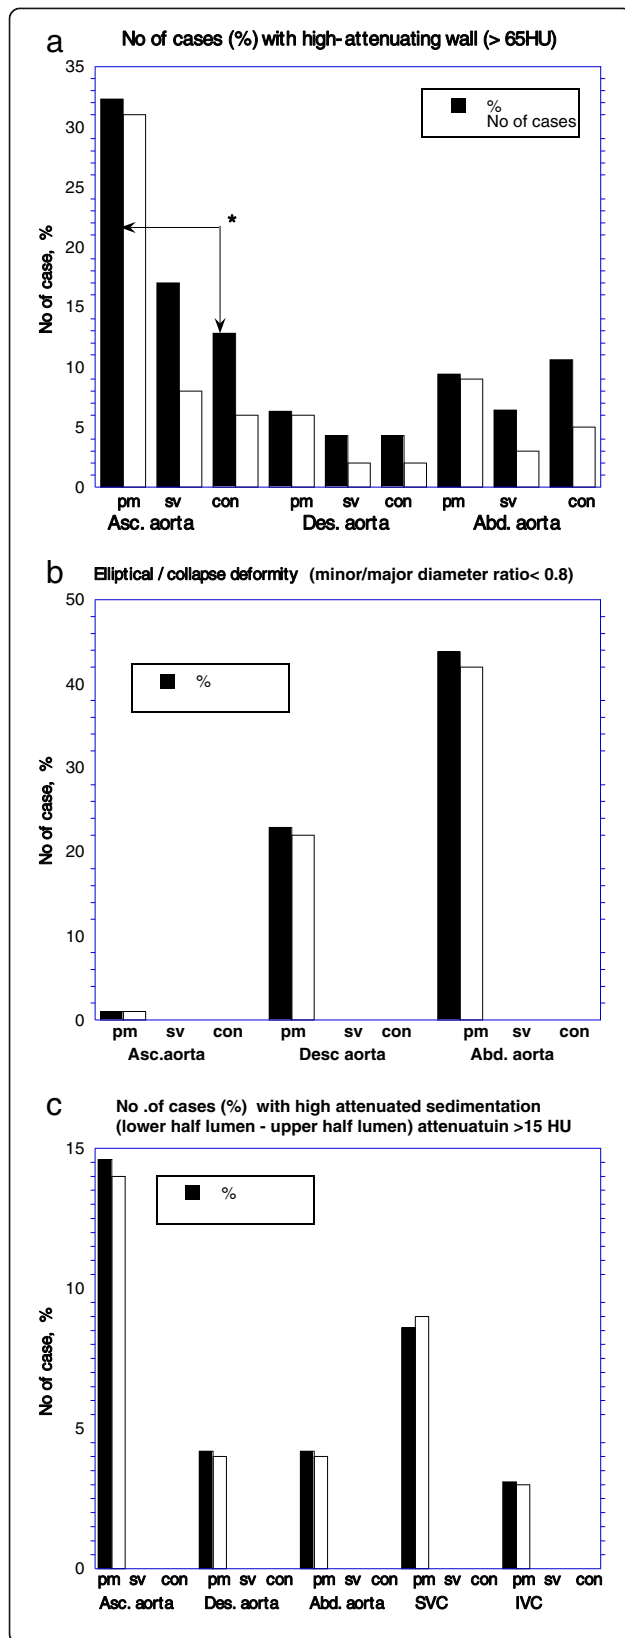 a
No of cases (%) with high-attenuating wall (> 65HU)
35
30
25
20
15
10
5
0
No of case, %
%
No of cases
*
pm sv con pm sv con pm sv con
Asc. aorta Des. aorta Abd. aorta
b
Elliptical / collapse deformity (minor/major diameter ratio< 0.8)
50
40
30
20
10
0
No of case, %
%
pm sv con pm sv con pm sv con
Asc.aorta Desc aorta Abd. aorta
c
No .of cases (%) with high attenuated sedimentation
(lower half lumen - upper half lumen) attenuatuin >15 HU
15
10
5
0
No of case, %
%
pm sv con pm sv con pm sv con pm sv con pm sv con
Asc. aorta Des. aorta Abd. aorta SVC IVC